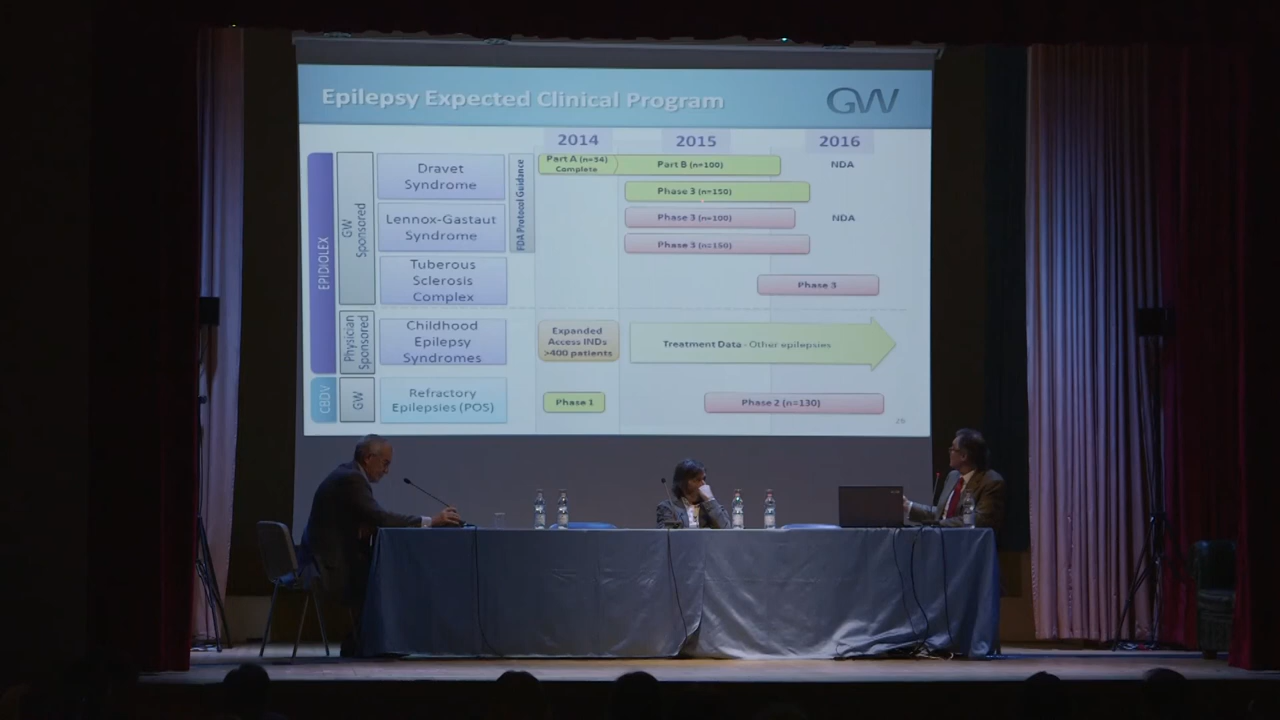 Epilepsy Expected Clinical Program
GW
2014 2015 2016
EPIDIOLEX
GW
Sponsored
Dravet
Syndrome
FDA Protocol Guidance
Part A (n=54)
Complete
Part B (n=100)
NDA
Phase 3 (n=150)
Lennox-Gastaut
Syndrome
Phase 3 (n=100)
NDA
Phase 3 (n=150)
Tuberous
Sclerosis
Complex
Phase 3
Physician
Sponsored
Childhood
Epilepsy
Syndromes
Expanded
Access INDs
>400 patients
Treatment Data - Other epilepsies
CBDV
GW
Refractory
Epilepsies (POS)
Phase 1
Phase 2 (n=130)